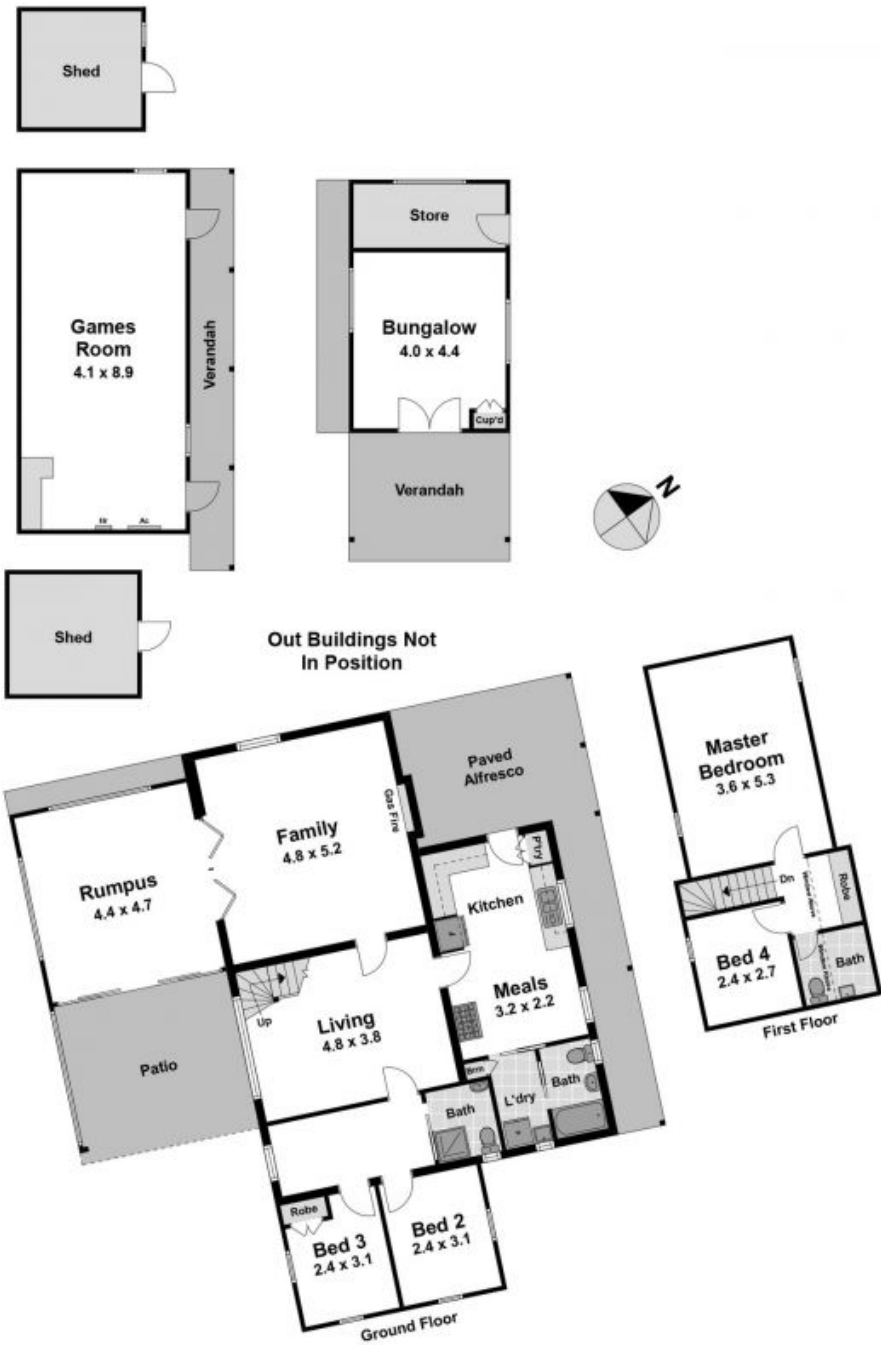 Shed
Games
Room
4.1 x 8.9
Verandah
Hr
Ac
Store
Bungalow
4.0 x 4.4
Cup'd
Verandah
N
Shed
Out Buildings Not
In Position
Paved
Alfresco
Family
4.8 x 5.2
Gas Fire
Rumpus
4.4 x 4.7
P'ry
Kitchen
Meals
3.2 x 2.2
Up
Living
4.8 x 3.8
Patio
Brm
L'dry
Bath
Bath
Robe
Bed 3
2.4 x 3.1
Bed 2
2.4 x 3.1
Ground Floor
Master
Bedroom
3.6 x 5.3
Dn
Robe
Bed 4
2.4 x 2.7
Bath
First Floor